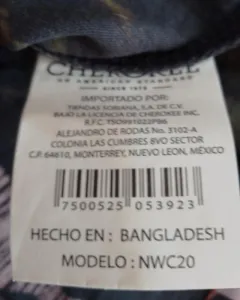 CHEROKEE
AN AMERICAN STANDARD
SINCE 1973
IMPORTADO POR:
TIENDAS SORIANA, S.A. DE C.V.
BAJO LA LICENCIA DE CHEROKEE INC.
R.F.C. TSO991022PB6
ALEJANDRO DE RODAS No. 3102-A
COLONIA LAS CUMBRES 8VO SECTOR
C.P. 64610, MONTERREY, NUEVO LEON, MÉXICO
7500525 053923
HECHO EN : BANGLADESH
MODELO : NWC20